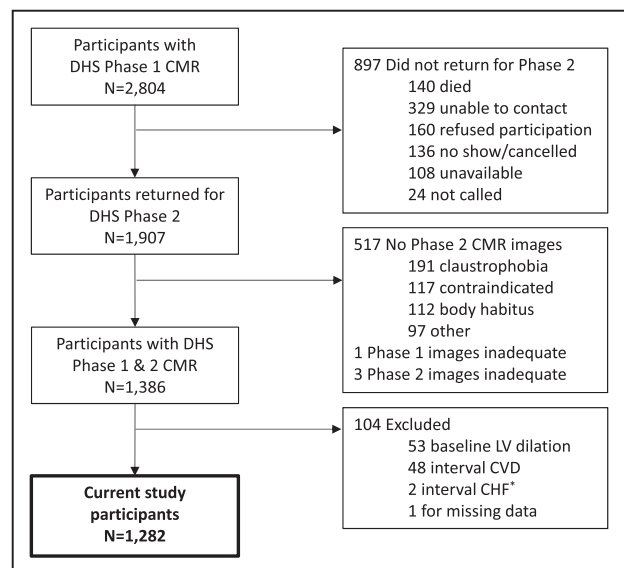 Participants with
DHS Phase 1 CMR
N=2,804
897 Did not return for Phase 2
140 died
329 unable to contact
160 refused participation
136 no show/cancelled
108 unavailable
24 not called
Participants returned for
DHS Phase 2
N=1,907
517 No Phase 2 CMR images
191 claustrophobia
117 contraindicated
112 body habitus
97 other
1 Phase 1 images inadequate
3 Phase 2 images inadequate
Participants with DHS
Phase 1 & 2 CMR
N=1,386
104 Excluded
53 baseline LV dilation
48 interval CVD
2 interval CHF*
1 for missing data
Current study
participants
N=1,282